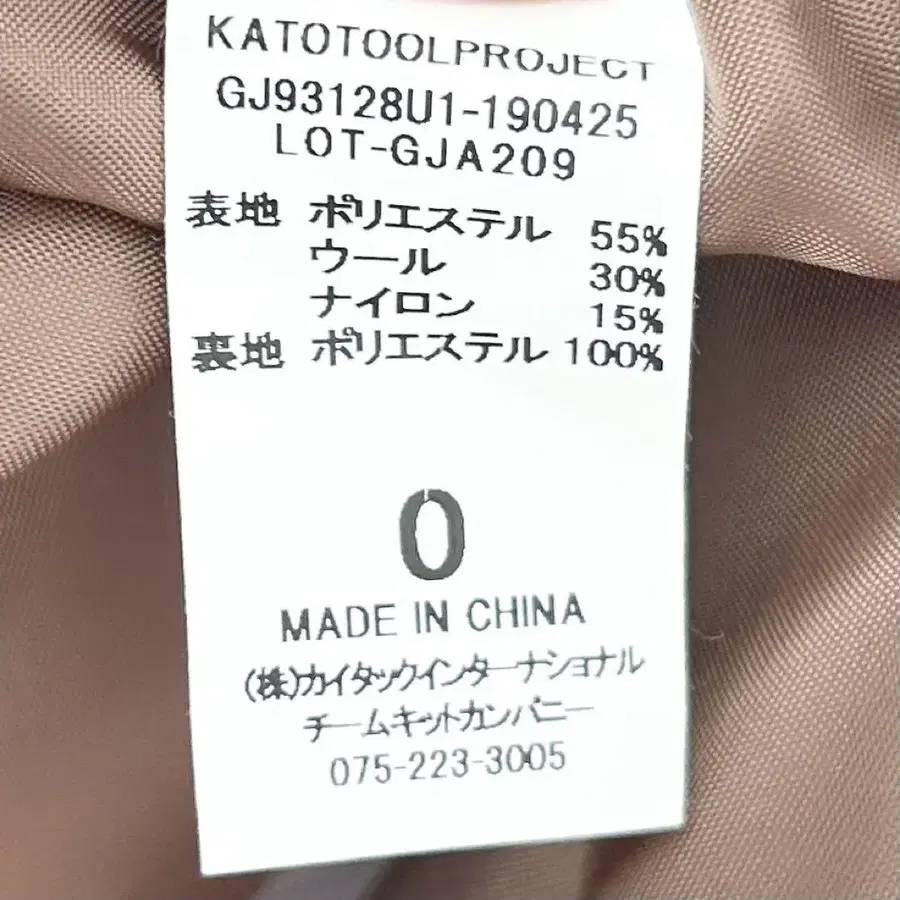 KATOTOOLPROJECT
GJ93128U1-190425
LOT-GJA209
表地 ポリエステル 55%
ウール 30%
ナイロン 15%
裏地 ポリエステル 100%
0
MADE IN CHINA
(株)カイタックインターナショナル
チームキットカンパニー
075-223-3005